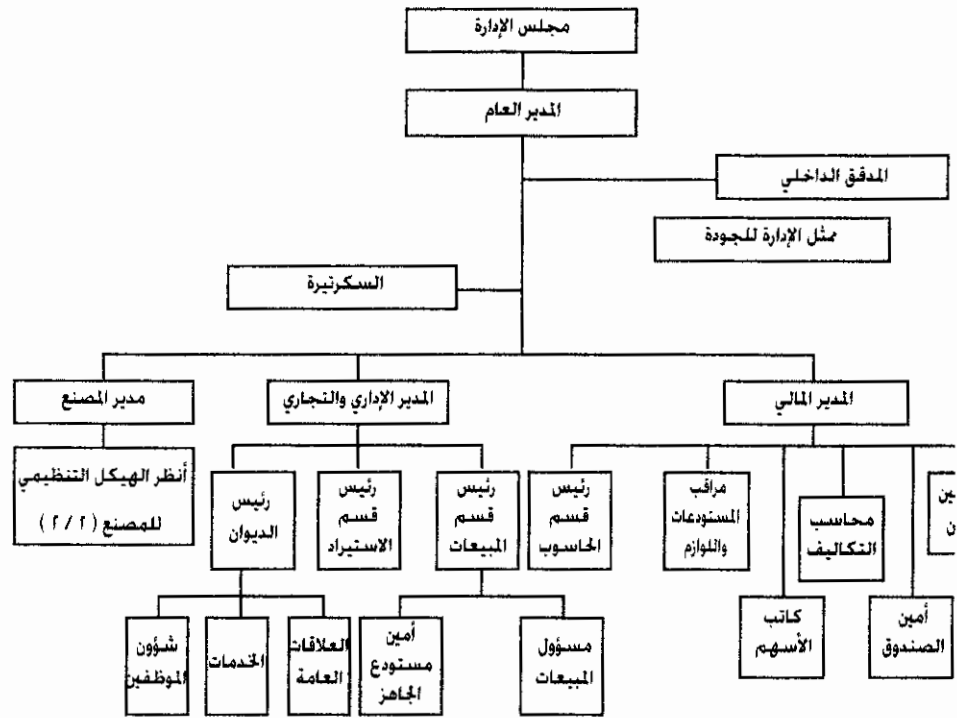 مجلس الإدارة
المدير العام
المدقق الداخلي
ممثل الإدارة للجودة
السكرتيرة
المدير المالي
المدير الإداري والتجاري
مدير المصنع
أنظر الهيكل التنظيمي
للمصنع (٢/٢)
محاسب
التكاليف
مراقب
المستودعات
واللوازم
رئيس
قسم
الحاسوب
رئيس
قسم
المبيعات
رئيس
قسم
الاستيراد
رئيس
الديوان
أمين
الصندوق
كاتب
الأسهم
مسؤول
المبيعات
أمين
مستودع
الجاهز
العلاقات
العامة
الخدمات
شؤون
الموظفين